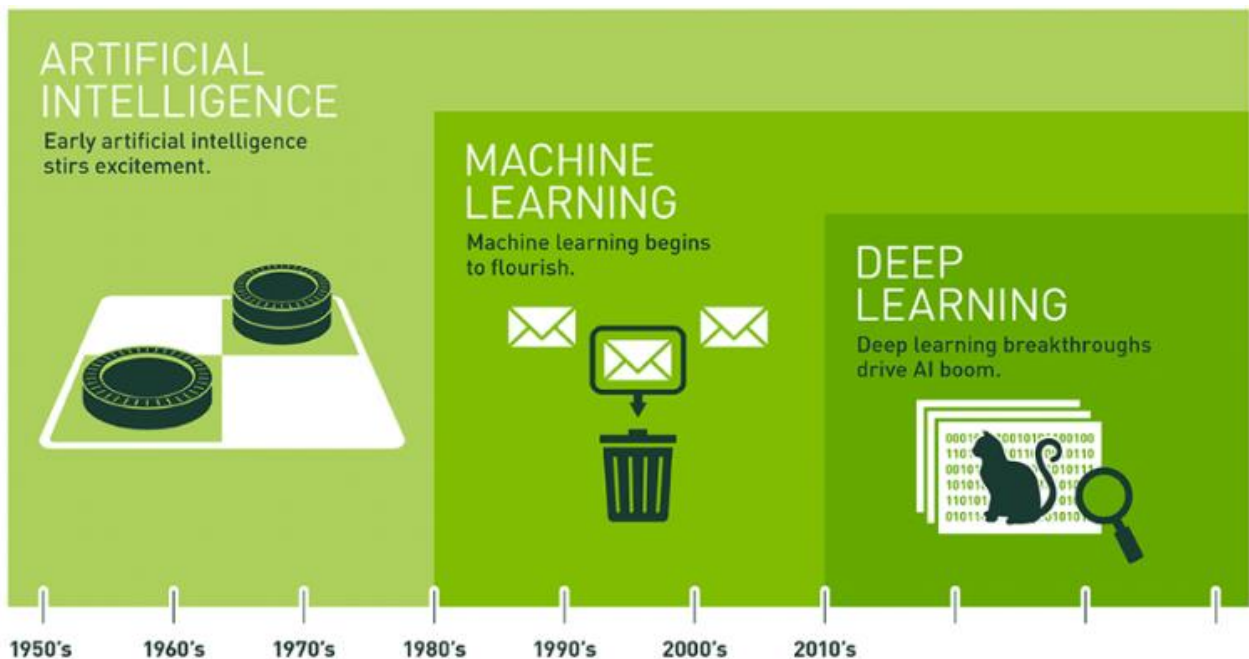 ARTIFICIAL
INTELLIGENCE
Early artificial intelligence
stirs excitement.
MACHINE
LEARNING
Machine learning begins
to flourish.
DEEP
LEARNING
Deep learning breakthroughs
drive AI boom.
1950's 1960's 1970's 1980's 1990's 2000's 2010's